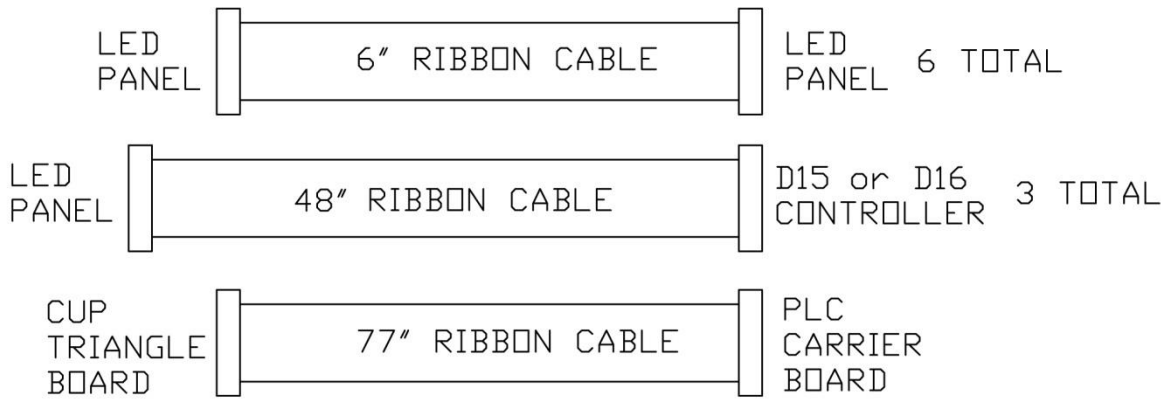 LED
PANEL
6" RIBBON CABLE
LED
PANEL
6 TOTAL
LED
PANEL
48" RIBBON CABLE
D15 or D16
CONTROLLER
3 TOTAL
CUP
TRIANGLE
BOARD
77" RIBBON CABLE
PLC
CARRIER
BOARD